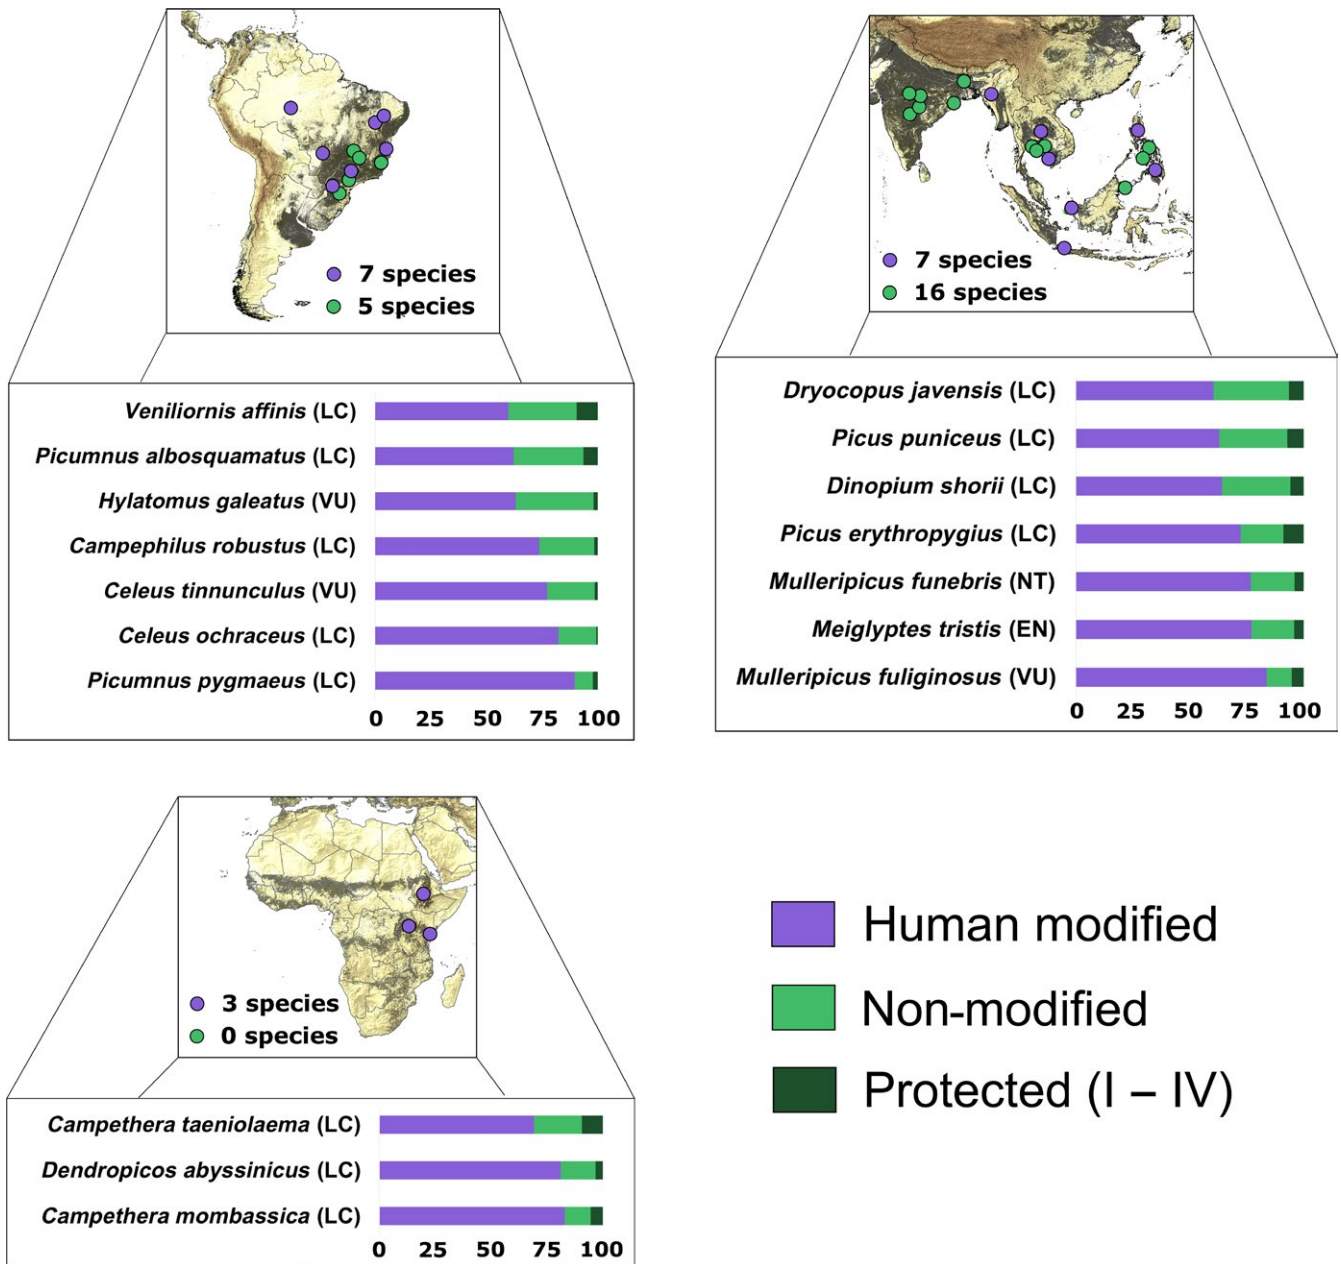 7 species
5 species
Veniliornis affinis (LC)
Picumnus albosquamatus (LC)
Hylatomus galeatus (VU)
Campephilus robustus (LC)
Celeus tinnunculus (VU)
Celeus ochraceus (LC)
Picumnus pygmaeus (LC)
0 25 50 75 100
7 species
16 species
Dryocopus javensis (LC)
Picus puniceus (LC)
Dinopium shorii (LC)
Picus erythropygius (LC)
Mulleripicus funebris (NT)
Meiglyptes tristis (EN)
Mulleripicus fuliginosus (VU)
0 25 50 75 100
3 species
0 species
Campethera taeniolaema (LC)
Dendropicos abyssinicus (LC)
Campethera mombassica (LC)
0 25 50 75 100
Human modified
Non-modified
Protected (I – IV)